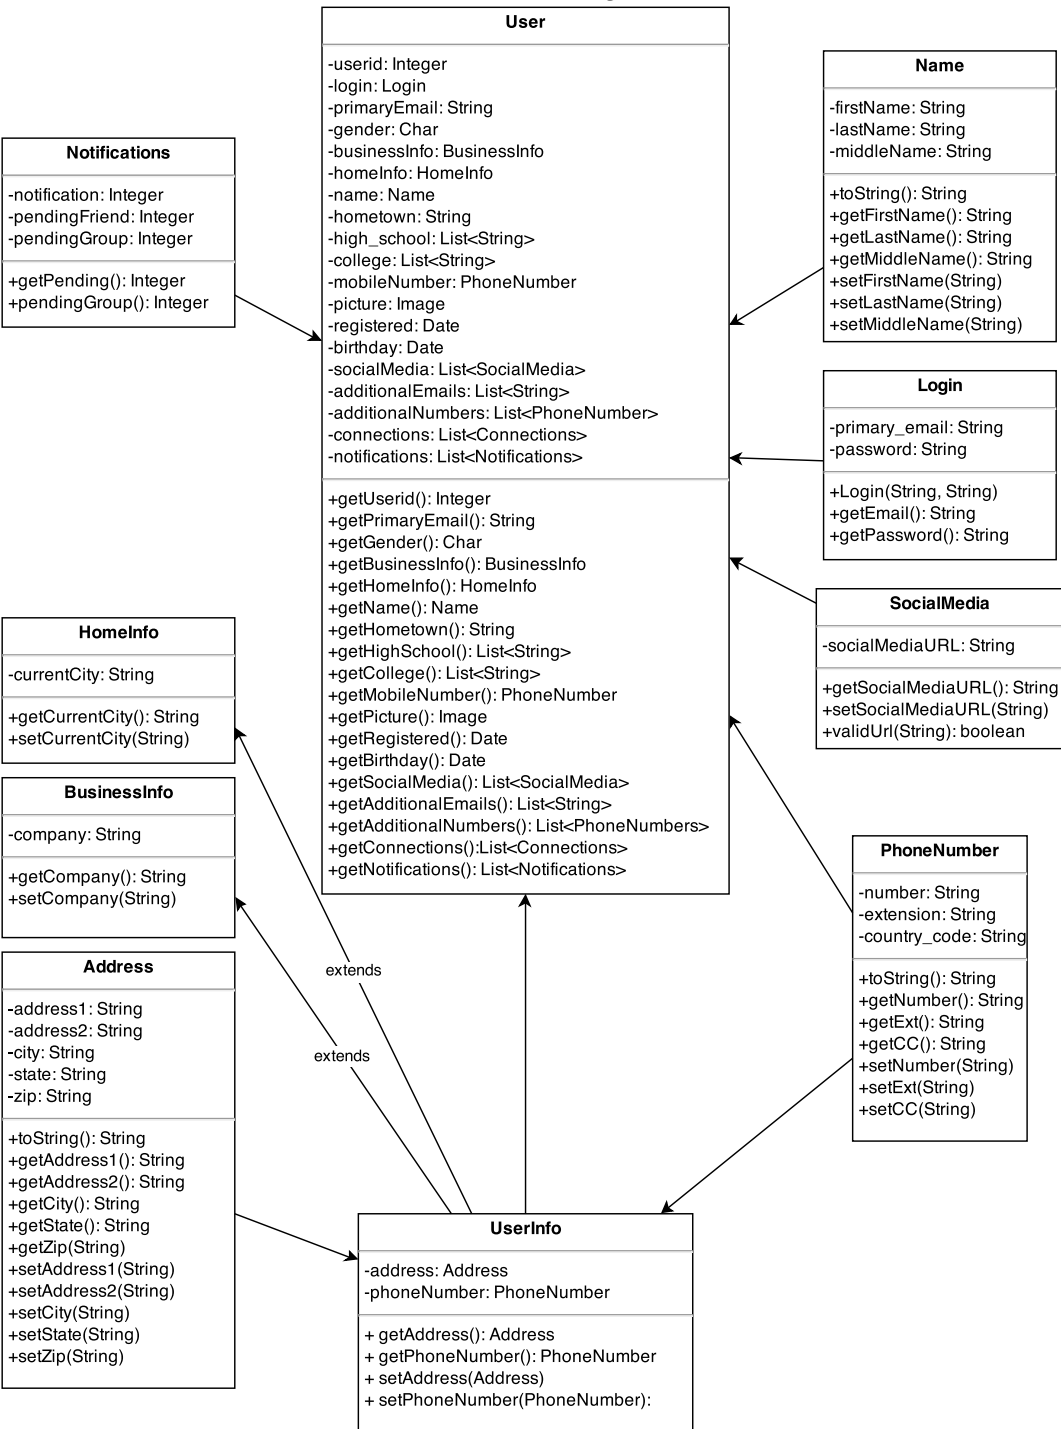 User
-userid: Integer
-login: Login
-primaryEmail: String
-gender: Char
-businessInfo: BusinessInfo
-homeInfo: HomeInfo
-name: Name
-hometown: String
-high_school: List<String>
-college: List<String>
-mobileNumber: PhoneNumber
-picture: Image
-registered: Date
-birthday: Date
-socialMedia: List<SocialMedia>
-additionalEmails: List<String>
-additionalNumbers: List<PhoneNumber>
-connections: List<Connections>
-notifications: List<Notifications>
+getUserid(): Integer
+getPrimaryEmail(): String
+getGender(): Char
+getBusinessInfo(): BusinessInfo
+getHomeInfo(): HomeInfo
+getName(): Name
+getHometown(): String
+getHighSchool(): List<String>
+getCollege(): List<String>
+getMobileNumber(): PhoneNumber
+getPicture(): Image
+getRegistered(): Date
+getBirthday(): Date
+getSocialMedia(): List<SocialMedia>
+getAdditionalEmails(): List<String>
+getAdditionalNumbers(): List<PhoneNumbers>
+getConnections():List<Connections>
+getNotifications(): List<Notifications>
Name
-firstName: String
-lastName: String
-middleName: String
+toString(): String
+getFirstName(): String
+getLastName(): String
+getMiddleName(): String
+setFirstName(String)
+setLastName(String)
+setMiddleName(String)
Notifications
-notification: Integer
-pendingFriend: Integer
-pendingGroup: Integer
+getPending(): Integer
+pendingGroup(): Integer
Login
-primary_email: String
-password: String
+Login(String, String)
+getEmail(): String
+getPassword(): String
SocialMedia
-socialMediaURL: String
+getSocialMediaURL(): String
+setSocialMediaURL(String)
+validUrl(String): boolean
HomeInfo
-currentCity: String
+getCurrentCity(): String
+setCurrentCity(String)
BusinessInfo
-company: String
+getCompany(): String
+setCompany(String)
PhoneNumber
-number: String
-extension: String
-country_code: String
+toString(): String
+getNumber(): String
+getExt(): String
+getCC(): String
+setNumber(String)
+setExt(String)
+setCC(String)
extends
extends
Address
-address1: String
-address2: String
-city: String
-state: String
-zip: String
+toString(): String
+getAddress1(): String
+getAddress2(): String
+getCity(): String
+getState(): String
+getZip(String)
+setAddress1(String)
+setAddress2(String)
+setCity(String)
+setState(String)
+setZip(String)
UserInfo
-address: Address
-phoneNumber: PhoneNumber
+ getAddress(): Address
+ getPhoneNumber(): PhoneNumber
+ setAddress(Address)
+ setPhoneNumber(PhoneNumber):